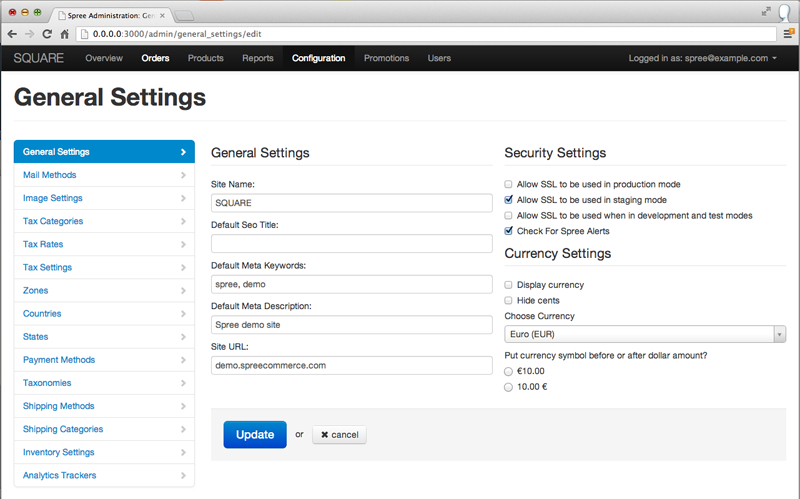 Spree Administration: Gene
0.0.0.0:3000/admin/general_settings/edit
SQUARE Overview Orders Products Reports Configuration Promotions Users Logged in as: spree@example.com
General Settings
General Settings
Mail Methods
Image Settings
Tax Categories
Tax Rates
Tax Settings
Zones
Countries
States
Payment Methods
Taxonomies
Shipping Methods
Shipping Categories
Inventory Settings
Analytics Trackers
General Settings
Site Name:
SQUARE
Default Seo Title:
Default Meta Keywords:
spree, demo
Default Meta Description:
Spree demo site
Site URL:
demo.spreecommerce.com
Security Settings
Allow SSL to be used in production mode
Allow SSL to be used in staging mode
Allow SSL to be used when in development and test modes
Check For Spree Alerts
Currency Settings
Display currency
Hide cents
Choose Currency
Euro (EUR)
Put currency symbol before or after dollar amount?
€10.00
10.00 €
Update or ✖ cancel